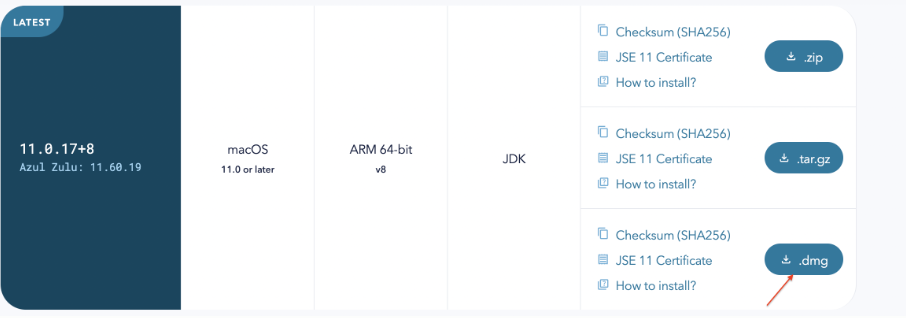 LATEST
11.0.17+8
Azul Zulu: 11.60.19
macOS
11.0 or later
ARM 64-bit
v8
JDK
Checksum (SHA256)
JSE 11 Certificate
How to install?
.zip
Checksum (SHA256)
JSE 11 Certificate
How to install?
.tar.gz
Checksum (SHA256)
JSE 11 Certificate
How to install?
.dmg